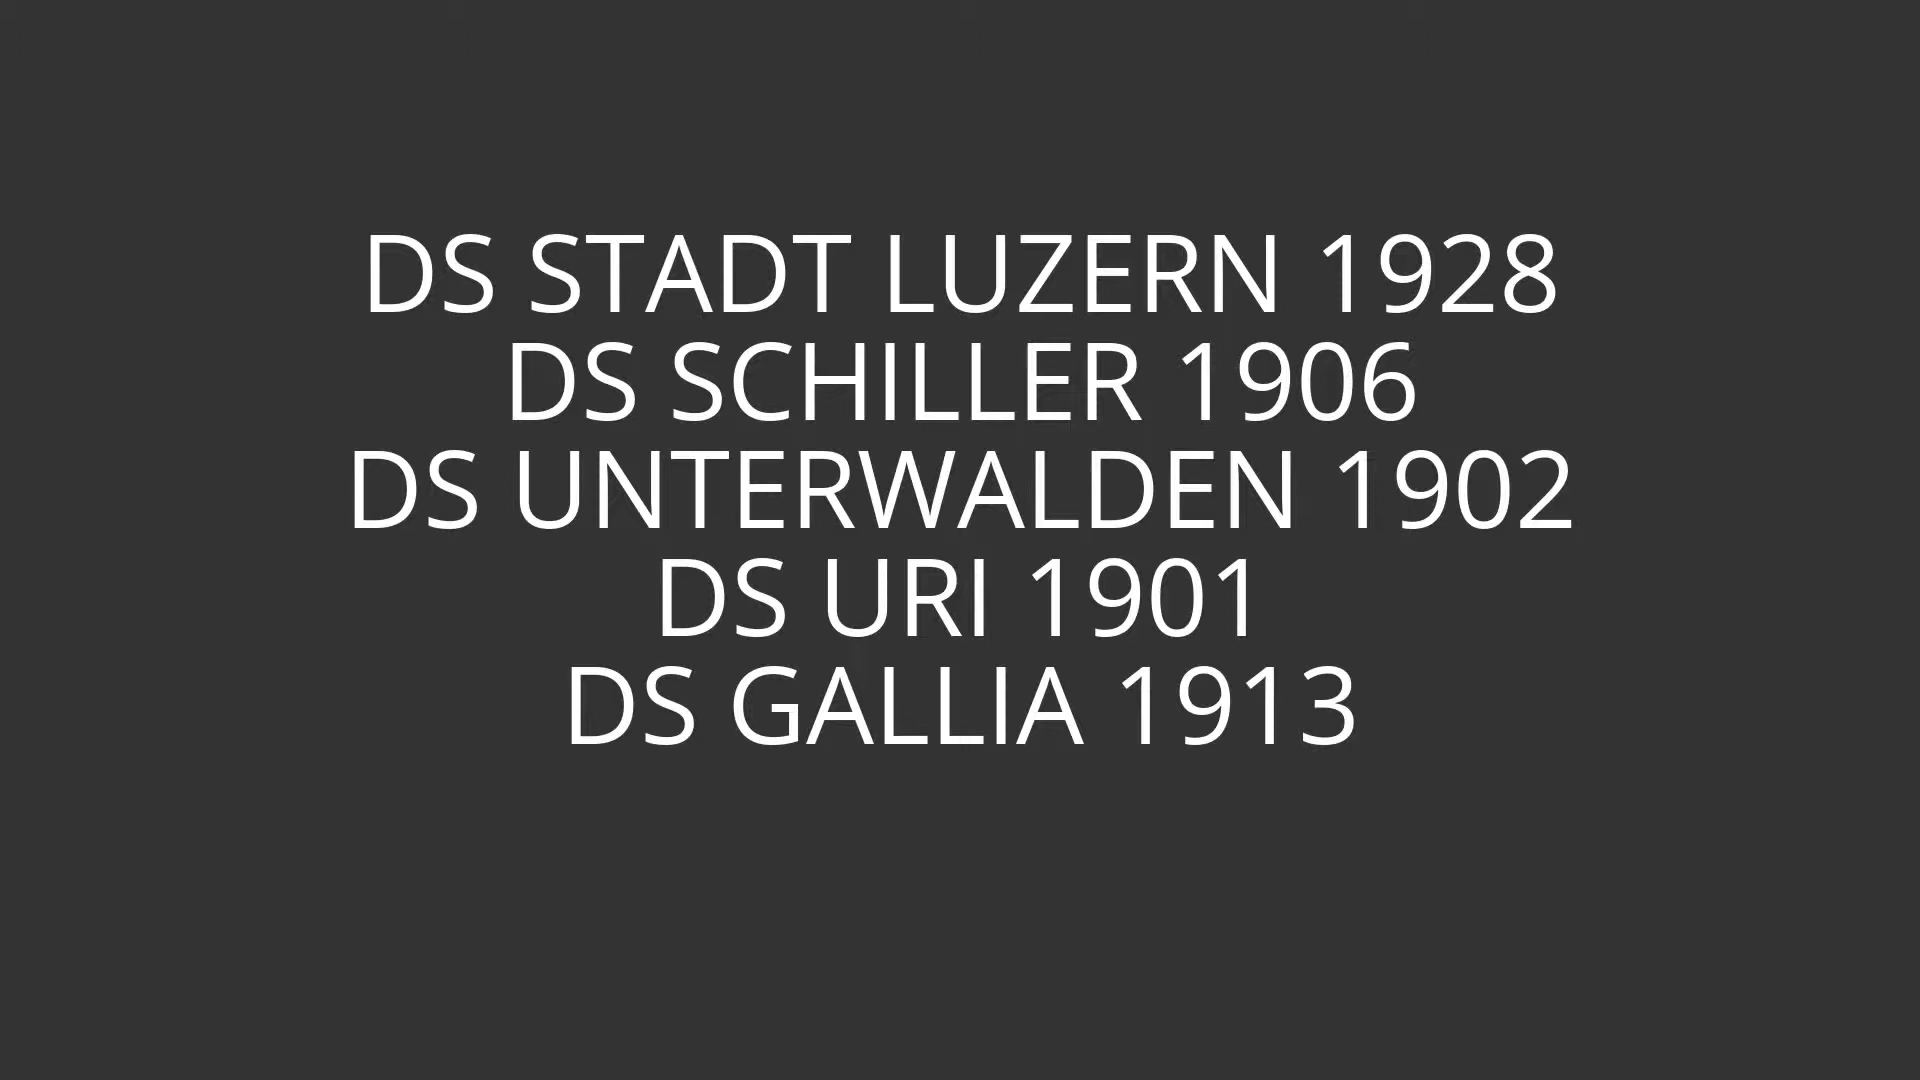 DS STADT LUZERN 1928
DS SCHILLER 1906
DS UNTERWALDEN 1902
DS URI 1901
DS GALLIA 1913